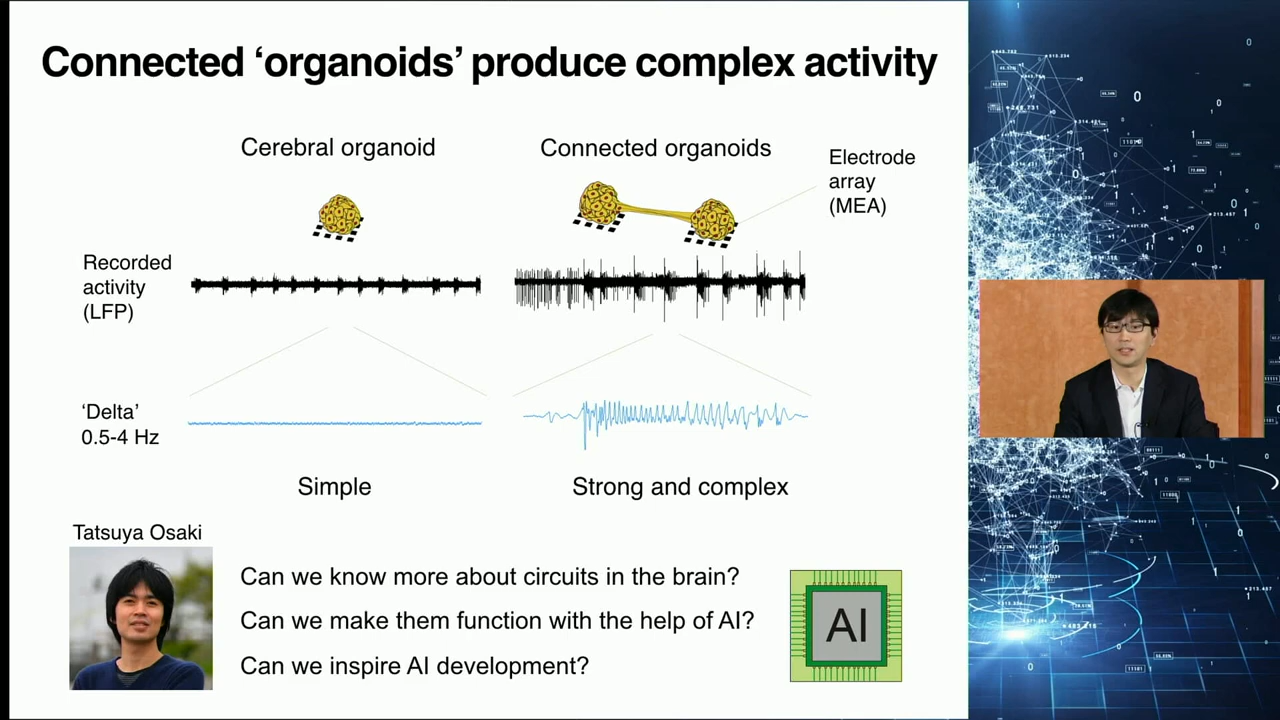 Connected ‘organoids’ produce complex activity
Cerebral organoid
Connected organoids
Electrode
array
(MEA)
Recorded
activity
(LFP)
‘Delta’
0.5-4 Hz
Simple
Strong and complex
Tatsuya Osaki
Can we know more about circuits in the brain?
Can we make them function with the help of AI?
Can we inspire AI development?
AI